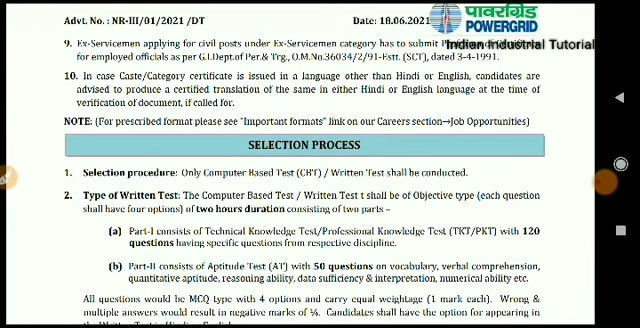 Advt. No. : NR-III/01/2021 /DT
Date: 18.06.2021
पावरग्रिड
POWERGRID
Indian Industrial Tutorial
9. Ex-Servicemen applying for civil posts under Ex-Servicemen category has to submit
for employed officials as per G.I.Dept.of Per.& Trg., O.M.No.36034/2/91-Estt. (SCT), dated 3-4-1991.
10. In case Caste/Category certificate is issued in a language other than Hindi or English, candidates are
advised to produce a certified translation of the same in either Hindi or English language at the time of
verification of document, if called for.
NOTE: (For prescribed format please see "Important formats" link on our Careers section→Job Opportunities)
SELECTION PROCESS
1. Selection procedure: Only Computer Based Test (CBT) / Written Test shall be conducted.
2. Type of Written Test: The Computer Based Test / Written Test t shall be of Objective type (each question
shall have four options) of two hours duration consisting of two parts –
(a) Part-I consists of Technical Knowledge Test/Professional Knowledge Test (TKT/PKT) with 120
questions having specific questions from respective discipline.
(b) Part-II consists of Aptitude Test (AT) with 50 questions on vocabulary, verbal comprehension,
quantitative aptitude, reasoning ability, data sufficiency & interpretation, numerical ability etc.
All questions would be MCQ type with 4 options and carry equal weightage (1 mark each). Wrong &
multiple answers would result in negative marks of ¼. Candidates shall have the option for appearing in